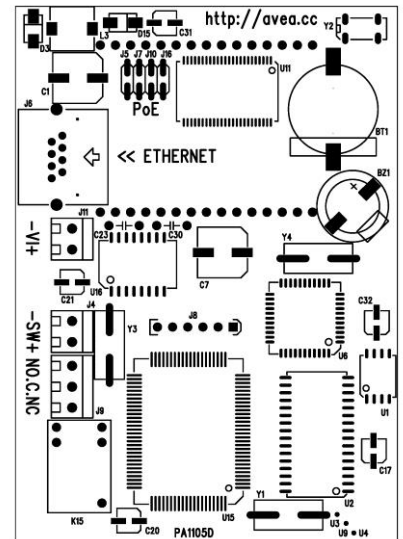 http://avea.cc
D3
L3
D15
C31
Y2
J5 J7 J10 J16
U11
C1
PoE
J6
<< ETHERNET
BT1
BZ1
-VI+
J11
C23
C30
Y4
U16
C7
C21
J4
-SW+NO.C.NC
Y3
J8
C32
U6
U1
J9
C17
K15
Y1
U2
U3
C20
PA1105D
U15
U9
U4